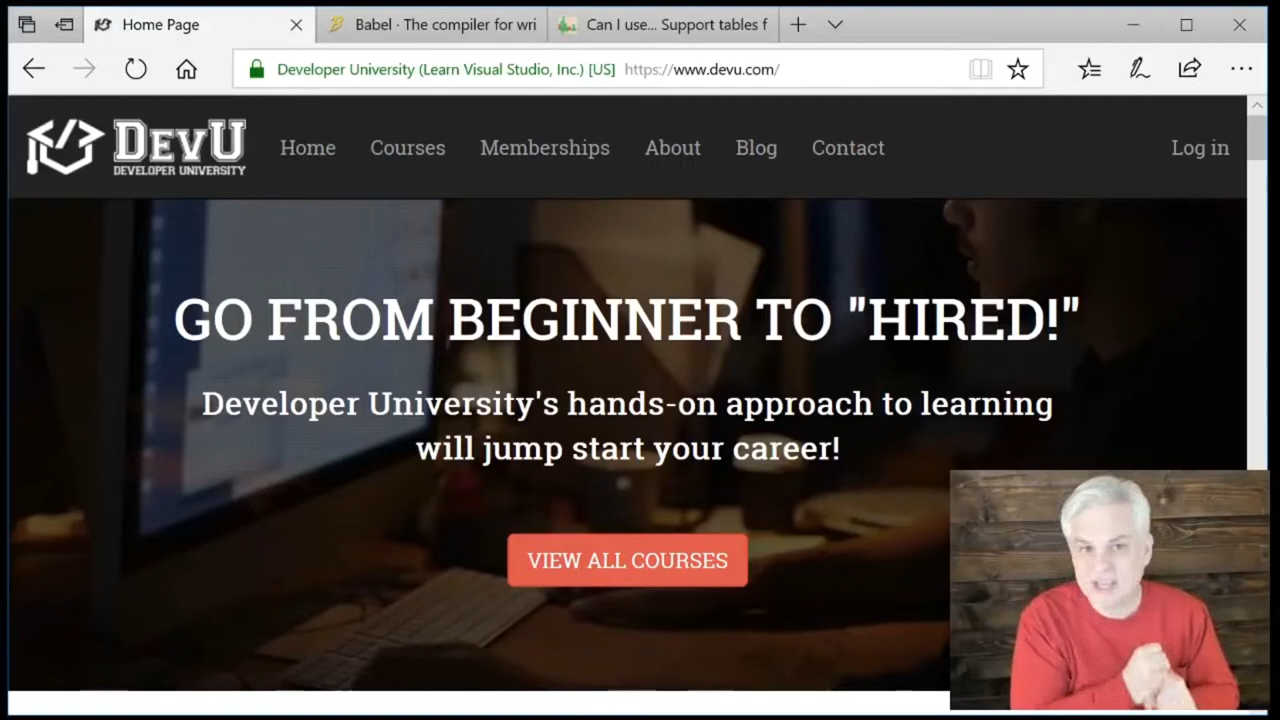 Home Page
Babel · The compiler for wri
Can I use... Support tables f
Developer University (Learn Visual Studio, Inc.) [US] https://www.devu.com/
DEVU
DEVELOPER UNIVERSITY
Home Courses Memberships About Blog Contact Log in
GO FROM BEGINNER TO "HIRED!"
Developer University's hands-on approach to learning
will jump start your career!
VIEW ALL COURSES